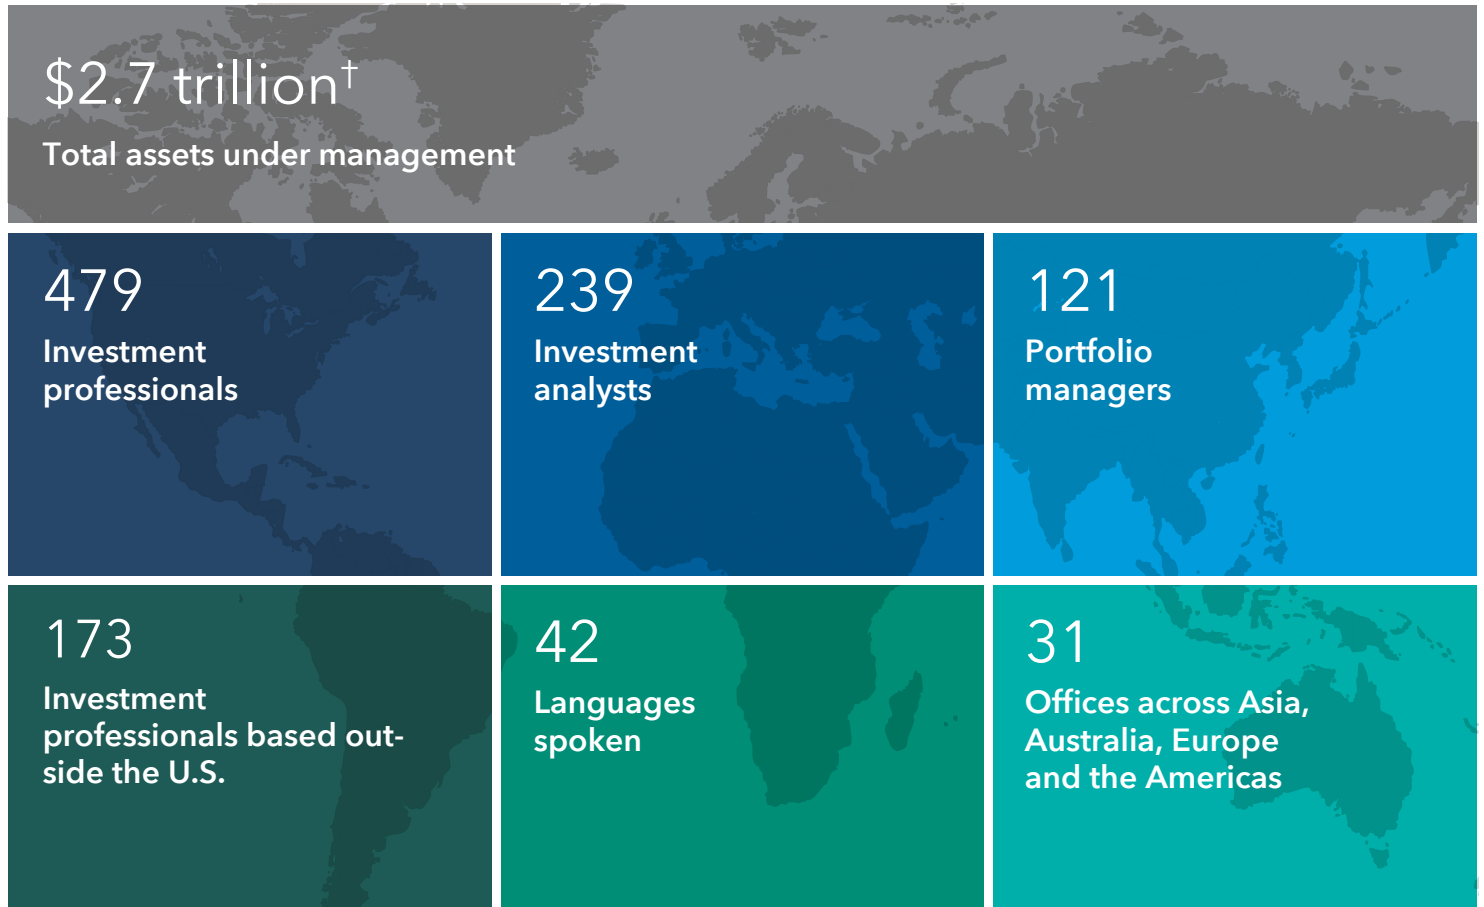 $2.7 trillion†
Total assets under management
479
Investment
professionals
239
Investment
analysts
121
Portfolio
managers
173
Investment
professionals based out-
side the U.S.
42
Languages
spoken
31
Offices across Asia,
Australia, Europe
and the Americas